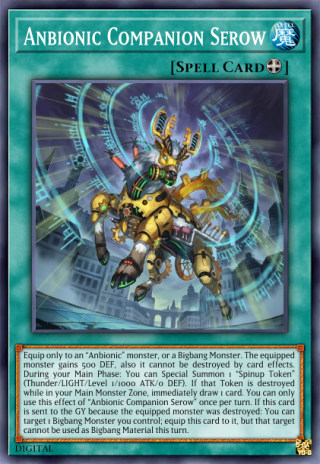 Anbionic Companion Serow
[Spell Card]
Equip only to an "Anbionic" monster, or a Bigbang Monster. The equipped
monster gains 500 DEF, also it cannot be destroyed by card effects.
During your Main Phase: You can Special Summon 1 "Spinup Token"
(Thunder/LIGHT/Level 1/1000 ATK/0 DEF). If that Token is destroyed
while in your Main Monster Zone, immediately draw 1 card. You can only
use this effect of "Anbionic Companion Serow" once per turn. If this card
is sent to the GY because the equipped monster was destroyed: You can
target 1 Bigbang Monster you control; equip this card to it, but that target
cannot be used as Bigbang Material this turn.
DIGITAL